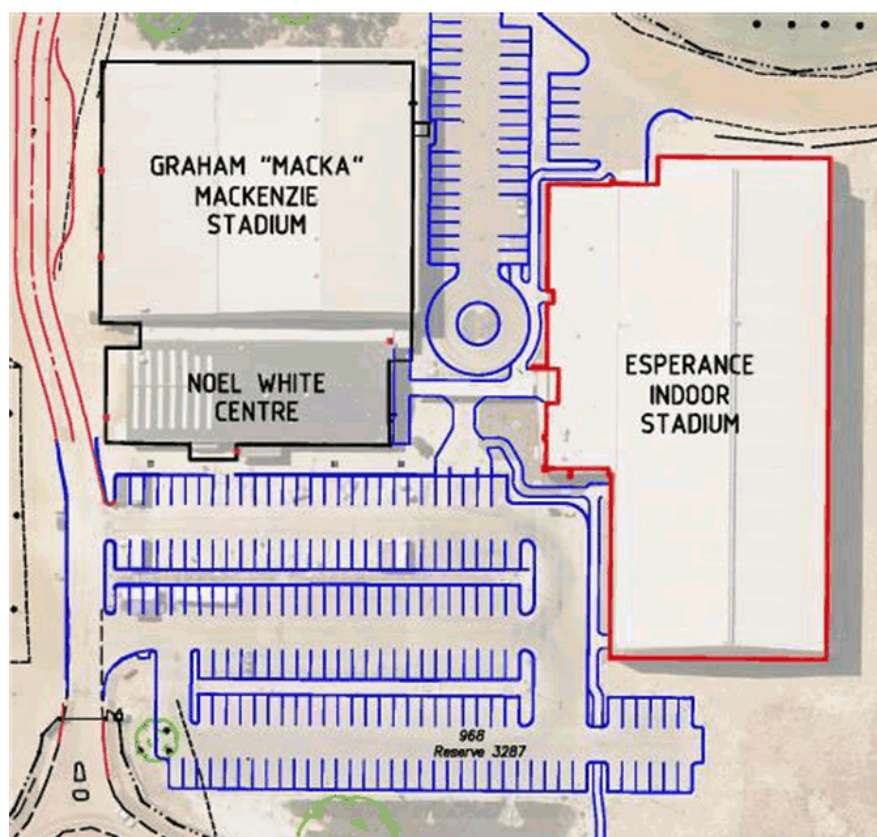 GRAHAM "MACKA"
MACKENZIE
STADIUM
NOEL WHITE
CENTRE
ESPERANCE
INDOOR
STADIUM
968
Reserve 3287